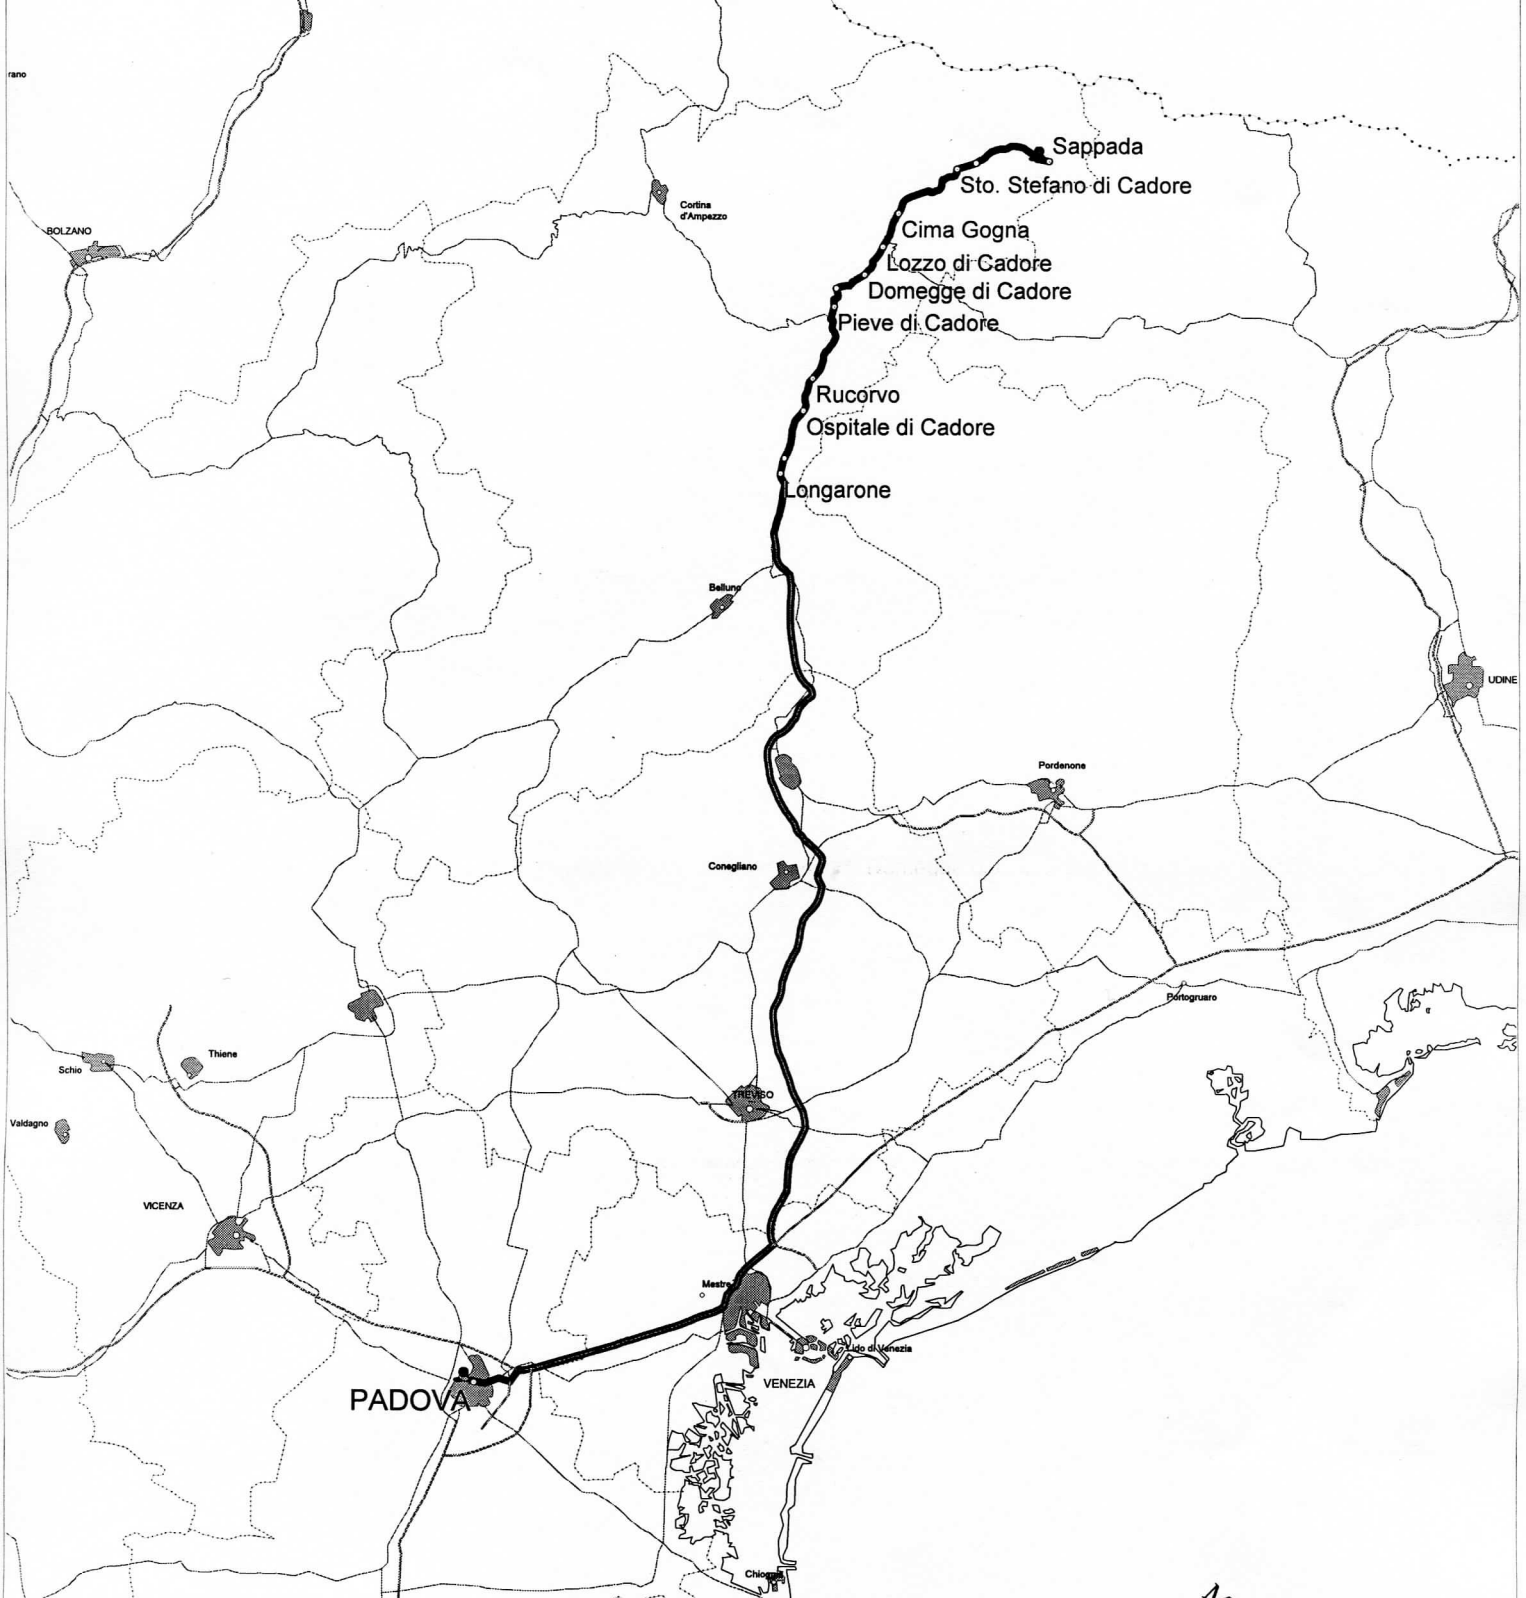 rano
Sappada
Sto. Stefano di Cadore
Cortina
d'Ampezzo
BOLZANO
Cima Gogna
Lozzo di Cadore
Domegge di Cadore
Pieve di Cadore
Rucorvo
Ospitale di Cadore
Longarone
Belluno
UDINE
Pordenone
Conegliano
Portogruaro
Thiene
Schio
TREVISO
Valdagno
VICENZA
Mestre
Lido di Venezia
VENEZIA
PADOVA
Chioggia